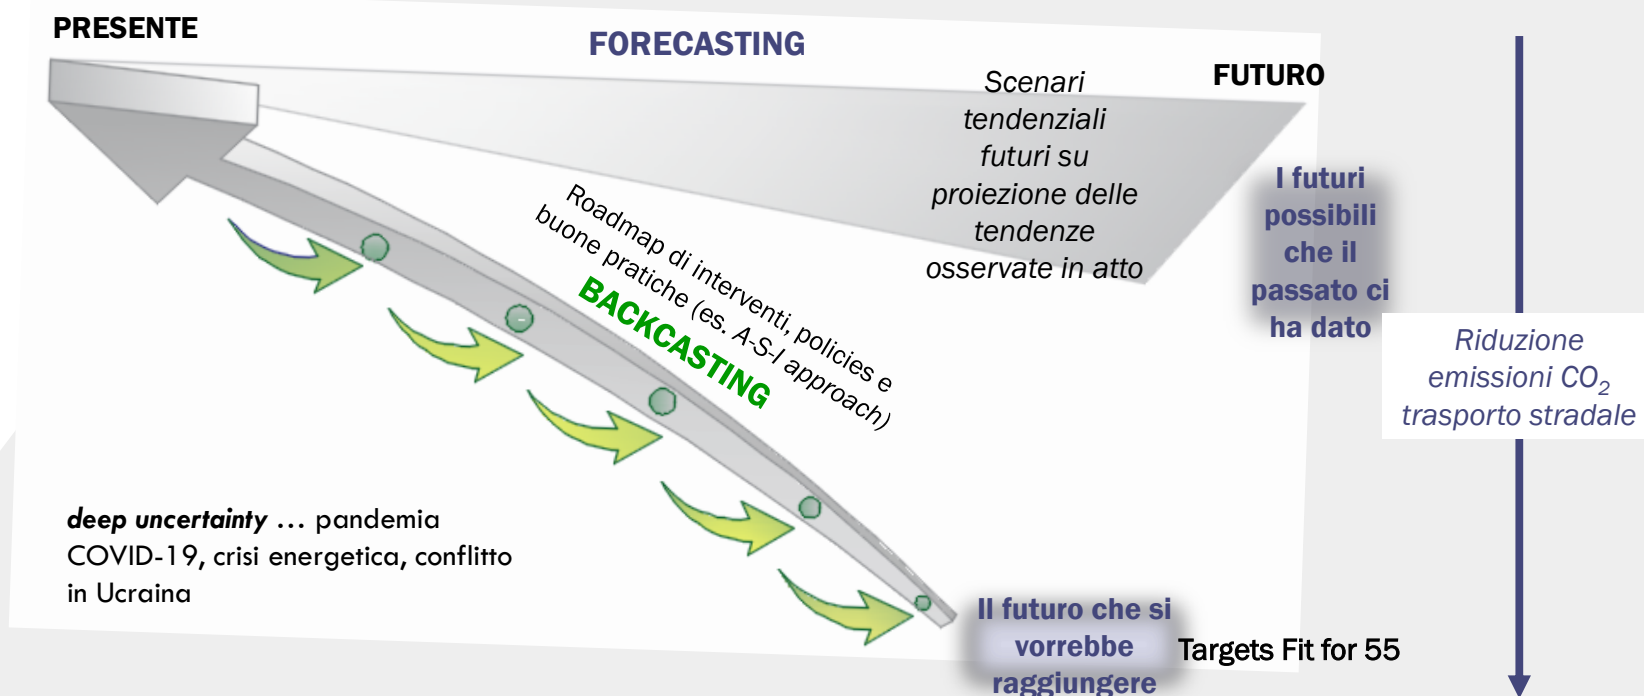 PRESENTE
FORECASTING
FUTURO
Scenari
tendenziali
futuri su
proiezione delle
tendenze
osservate in atto
I futuri
possibili
che il
passato ci
ha dato
Roadmap di interventi, policies e
buone pratiche (es. A-S-I approach)
BACKCASTING
Riduzione
emissioni CO₂
trasporto stradale
deep uncertainty … pandemia
COVID-19, crisi energetica, conflitto
in Ucraina
Il futuro che si
vorrebbe
raggiungere
Targets Fit for 55